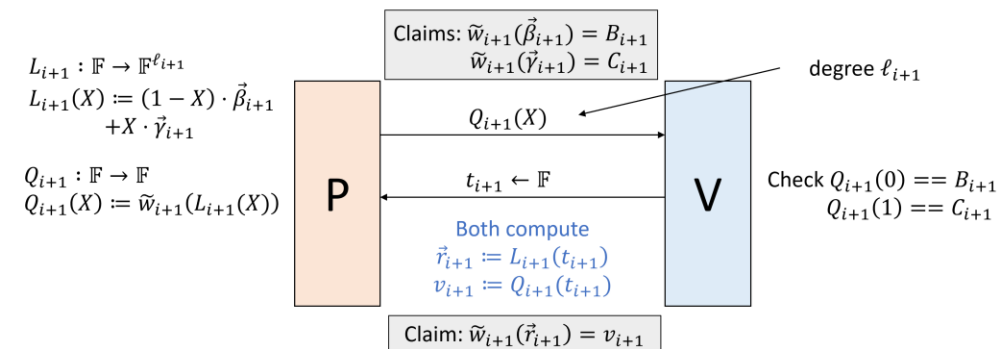 Claims: w̃ᵢ₊₁(β⃗ᵢ₊₁) = Bᵢ₊₁
w̃ᵢ₊₁(γ⃗ᵢ₊₁) = Cᵢ₊₁
Lᵢ₊₁ : 𝔽 → 𝔽^{ℓᵢ₊₁}
Lᵢ₊₁(X) ≔ (1 − X) · β⃗ᵢ₊₁
+X · γ⃗ᵢ₊₁
Qᵢ₊₁ : 𝔽 → 𝔽
Qᵢ₊₁(X) ≔ w̃ᵢ₊₁(Lᵢ₊₁(X))
P
Qᵢ₊₁(X)
degree ℓᵢ₊₁
tᵢ₊₁ ← 𝔽
Both compute
r⃗ᵢ₊₁ ≔ Lᵢ₊₁(tᵢ₊₁)
vᵢ₊₁ ≔ Qᵢ₊₁(tᵢ₊₁)
V
Check Qᵢ₊₁(0) == Bᵢ₊₁
Qᵢ₊₁(1) == Cᵢ₊₁
Claim: w̃ᵢ₊₁(r⃗ᵢ₊₁) = vᵢ₊₁